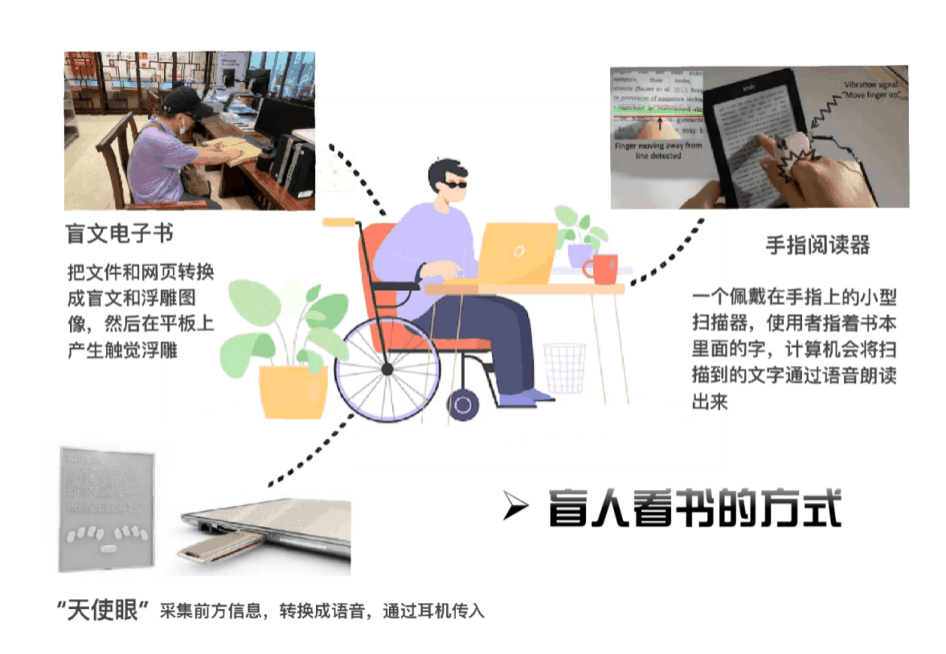 盲文电子书
把文件和网页转换
成盲文和浮雕图
像，然后在平板上
产生触觉浮雕
Vibration signal
"Move finger up"
Finger moving away from
line detected
手指阅读器
一个佩戴在手指上的小型
扫描器，使用者指着书本
里面的字，计算机会将扫
描到的文字通过语音朗读
出来
盲人看书的方式
“天使眼” 采集前方信息，转换成语音，通过耳机传入